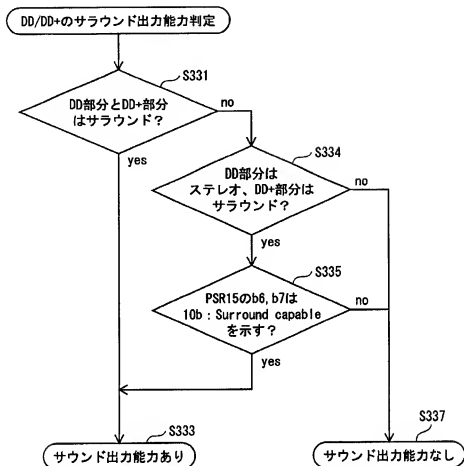 DD/DD+のサラウンド出力能力判定
S331
DD部分とDD+部分
はサラウンド?
no
yes
S334
DD部分は
ステレオ、DD+部分は
サラウンド?
no
yes
S335
PSR15のb6,b7は
10b:Surround capable
を示す?
no
yes
S333
サウンド出力能力あり
S337
サウンド出力能力なし